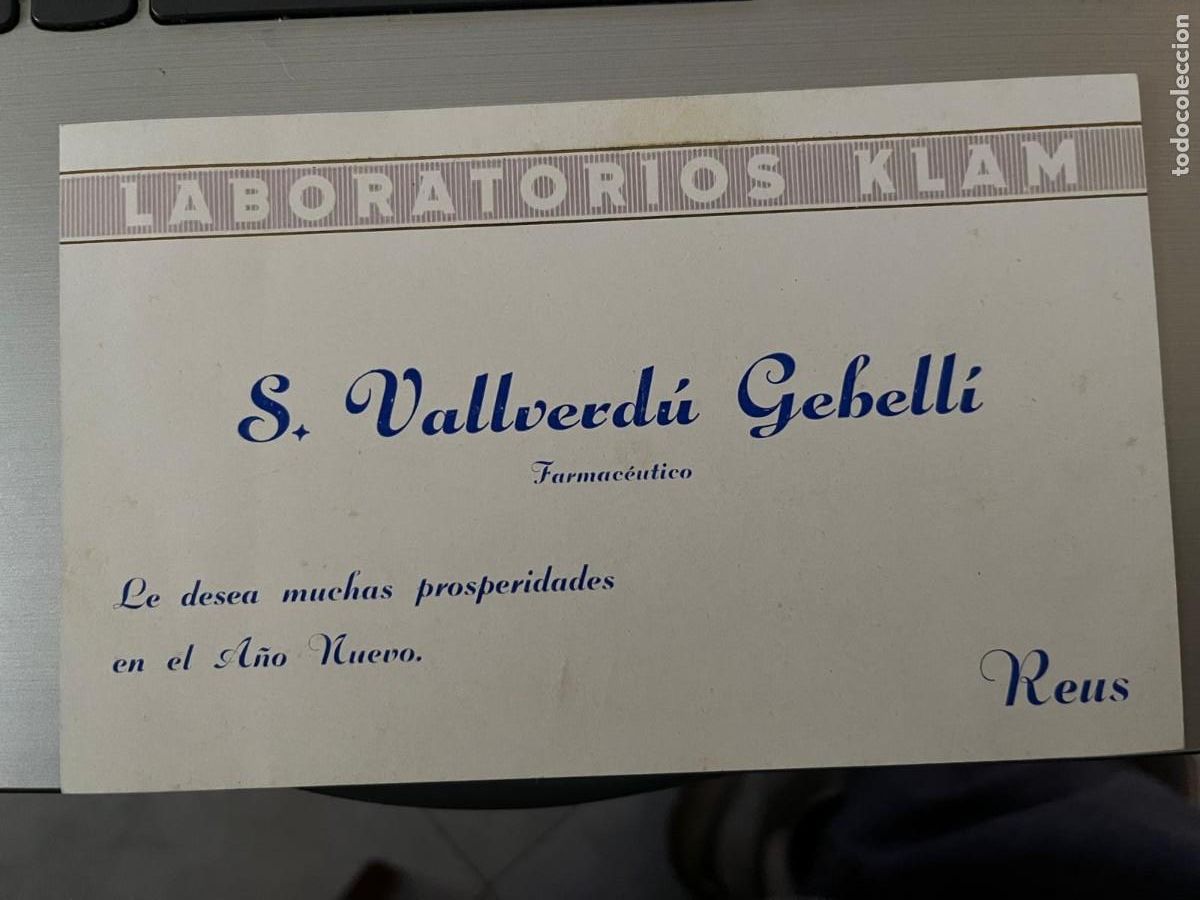 LABORATORIOS KLAM
S. Vallverdú Gebellí
Farmacéutico
Le desea muchas prosperidades
en el Año Nuevo.
Reus
todocoleccion